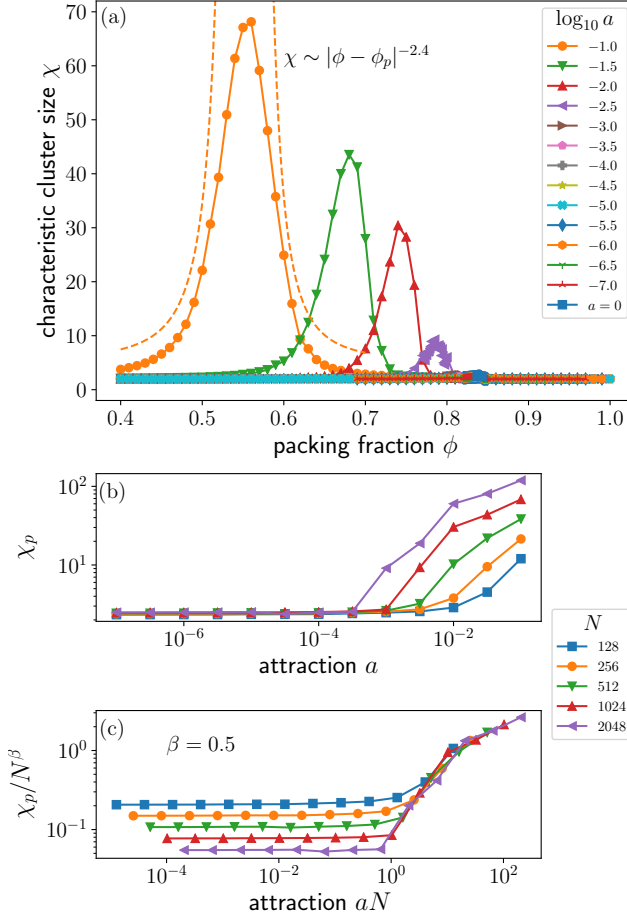 (a)
χ ∼ |ϕ − ϕₚ|⁻²·⁴
characteristic cluster size χ
70
60
50
40
30
20
10
0
0.4 0.5 0.6 0.7 0.8 0.9 1.0
packing fraction ϕ
log₁₀ a
−1.0
−1.5
−2.0
−2.5
−3.0
−3.5
−4.0
−4.5
−5.0
−5.5
−6.0
−6.5
−7.0
a = 0
(b)
χₚ
10²
10¹
10⁻⁶ 10⁻⁴ 10⁻²
attraction a
N
128
256
512
1024
2048
(c)
β = 0.5
χₚ/N^β
10⁰
10⁻¹
10⁻⁴ 10⁻² 10⁰ 10²
attraction aN